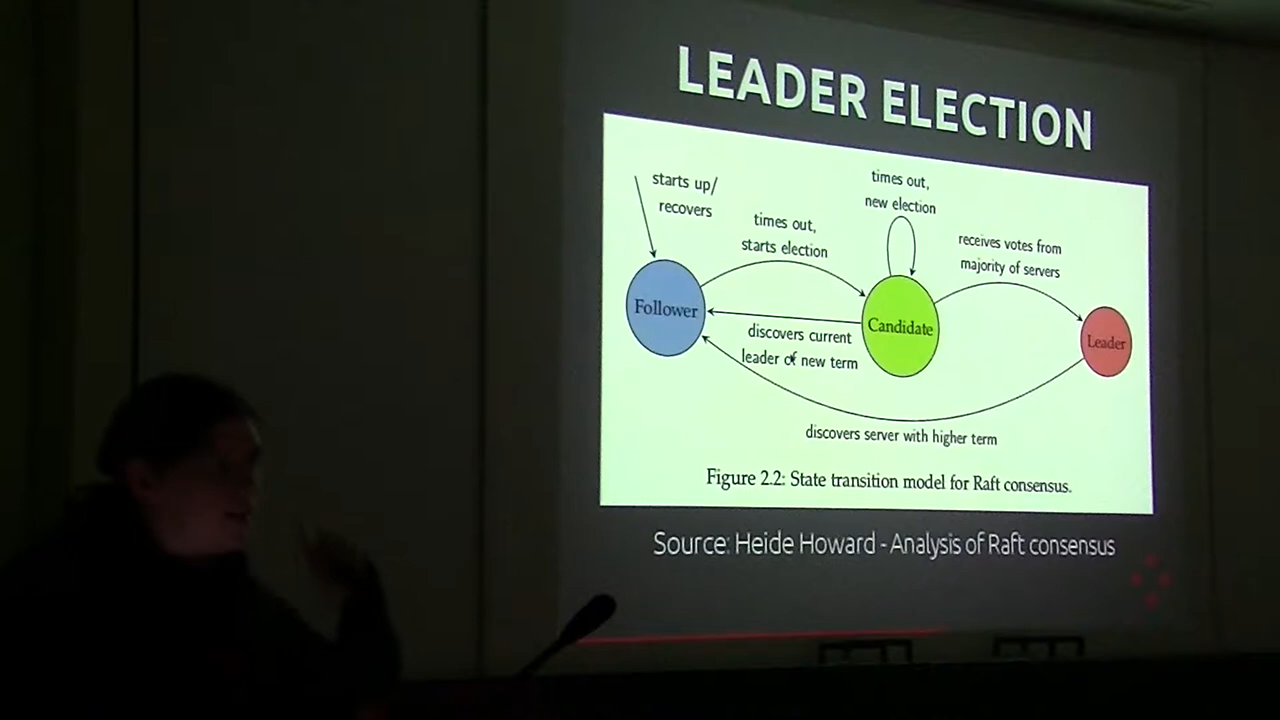 LEADER ELECTION
starts up/
recovers
times out,
starts election
times out,
new election
receives votes from
majority of servers
Follower
Candidate
Leader
discovers current
leader of new term
discovers server with higher term
Figure 2.2: State transition model for Raft consensus.
Source: Heide Howard - Analysis of Raft consensus